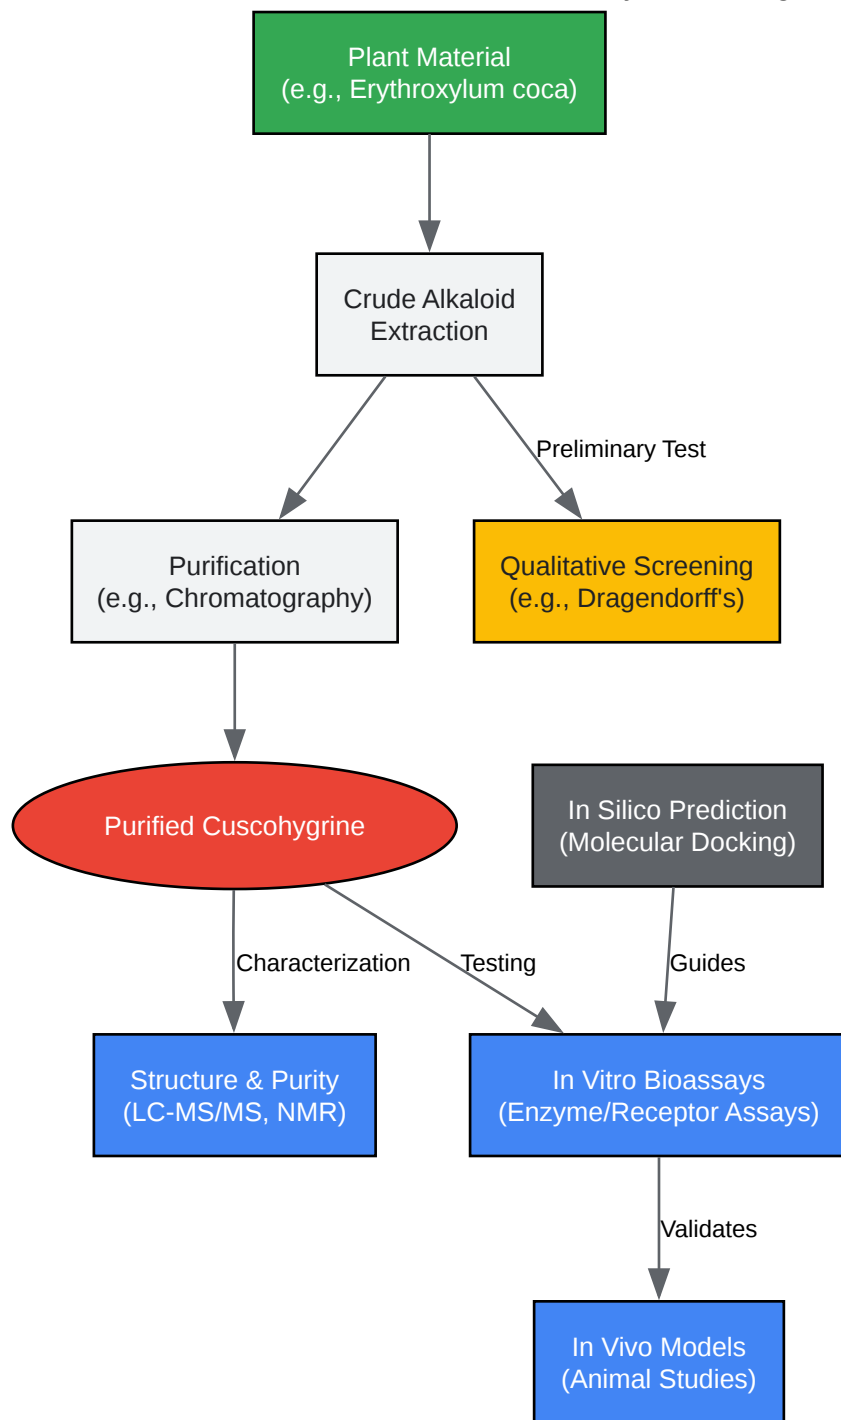 Plant Material
(e.g., Erythroxylum coca)
Crude Alkaloid
Extraction
Preliminary Test
Purification
(e.g., Chromatography)
Qualitative Screening
(e.g., Dragendorff's)
Purified Cuscohygrine
In Silico Prediction
(Molecular Docking)
Characterization
Testing
Guides
Structure & Purity
(LC-MS/MS, NMR)
In Vitro Bioassays
(Enzyme/Receptor Assays)
Validates
In Vivo Models
(Animal Studies)